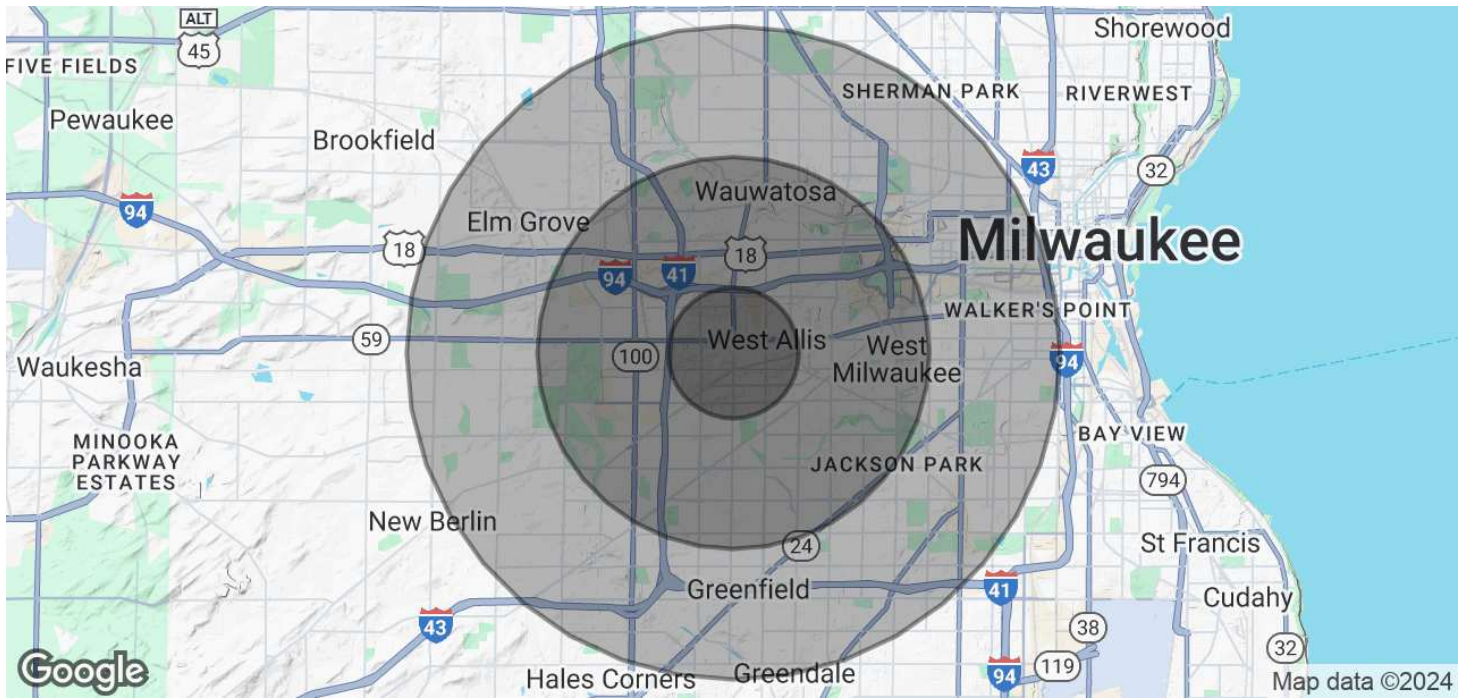 ALT
45
Shorewood
FIVE FIELDS
SHERMAN PARK
RIVERWEST
Pewaukee
Brookfield
43
32
Wauwatosa
94
Elm Grove
18
18
Milwaukee
94
41
WALKER'S POINT
59
100
West Allis
West
Milwaukee
94
Waukesha
MINOOKA
PARKWAY
ESTATES
BAY VIEW
JACKSON PARK
794
New Berlin
24
St Francis
Greenfield
41
Cudahy
43
38
32
119
94
Hales Corners
Greendale
Google
Map data ©2024